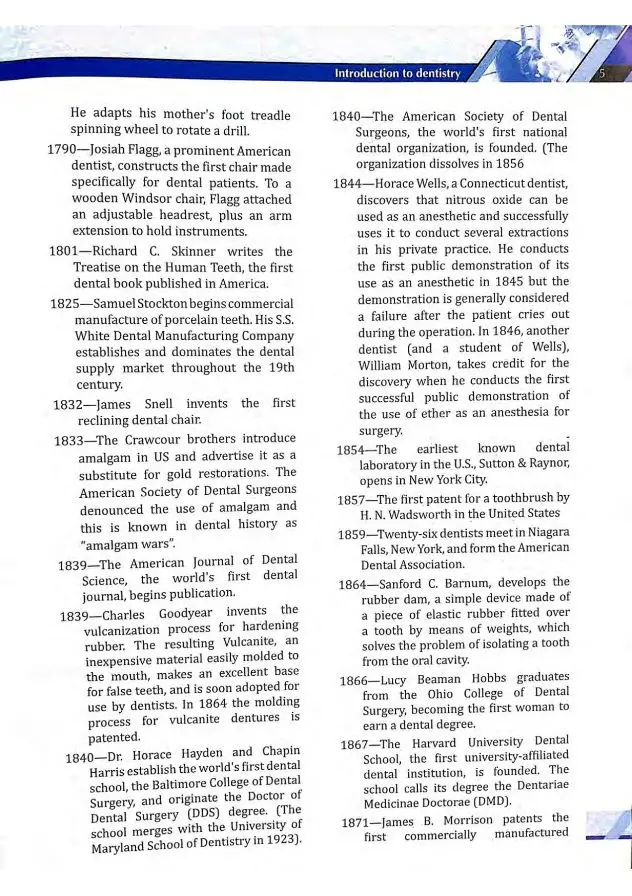 Introduction to dentistry
5
He adapts his mother's foot treadle
spinning wheel to rotate a drill.
1790—Josiah Flagg, a prominent American
dentist, constructs the first chair made
specifically for dental patients. To a
wooden Windsor chair, Flagg attached
an adjustable headrest, plus an arm
extension to hold instruments.
1801—Richard C. Skinner writes the
Treatise on the Human Teeth, the first
dental book published in America.
1825—Samuel Stockton begins commercial
manufacture of porcelain teeth. His S.S.
White Dental Manufacturing Company
establishes and dominates the dental
supply market throughout the 19th
century.
1832—James Snell invents the first
reclining dental chair.
1833—The Crawcour brothers introduce
amalgam in US and advertise it as a
substitute for gold restorations. The
American Society of Dental Surgeons
denounced the use of amalgam and
this is known in dental history as
"amalgam wars".
1839—The American Journal of Dental
Science, the world's first dental
journal, begins publication.
1839—Charles Goodyear invents the
vulcanization process for hardening
rubber. The resulting Vulcanite, an
inexpensive material easily molded to
the mouth, makes an excellent base
for false teeth, and is soon adopted for
use by dentists. In 1864 the molding
process for vulcanite dentures is
patented.
1840—Dr. Horace Hayden and Chapin
Harris establish the world's first dental
school, the Baltimore College of Dental
Surgery, and originate the Doctor of
Dental Surgery (DDS) degree. (The
school merges with the University of
Maryland School of Dentistry in 1923).
1840—The American Society of Dental
Surgeons, the world's first national
dental organization, is founded. (The
organization dissolves in 1856
1844—Horace Wells, a Connecticut dentist,
discovers that nitrous oxide can be
used as an anesthetic and successfully
uses it to conduct several extractions
in his private practice. He conducts
the first public demonstration of its
use as an anesthetic in 1845 but the
demonstration is generally considered
a failure after the patient cries out
during the operation. In 1846, another
dentist (and a student of Wells),
William Morton, takes credit for the
discovery when he conducts the first
successful public demonstration of
the use of ether as an anesthesia for
surgery.
1854—The earliest known dental
laboratory in the U.S., Sutton & Raynor,
opens in New York City.
1857—The first patent for a toothbrush by
H. N. Wadsworth in the United States
1859—Twenty-six dentists meet in Niagara
Falls, New York, and form the American
Dental Association.
1864—Sanford C. Barnum, develops the
rubber dam, a simple device made of
a piece of elastic rubber fitted over
a tooth by means of weights, which
solves the problem of isolating a tooth
from the oral cavity.
1866—Lucy Beaman Hobbs graduates
from the Ohio College of Dental
Surgery, becoming the first woman to
earn a dental degree.
1867—The Harvard University Dental
School, the first university-affiliated
dental institution, is founded. The
school calls its degree the Dentariae
Medicinae Doctorae (DMD).
1871—James B. Morrison patents the
first commercially manufactured